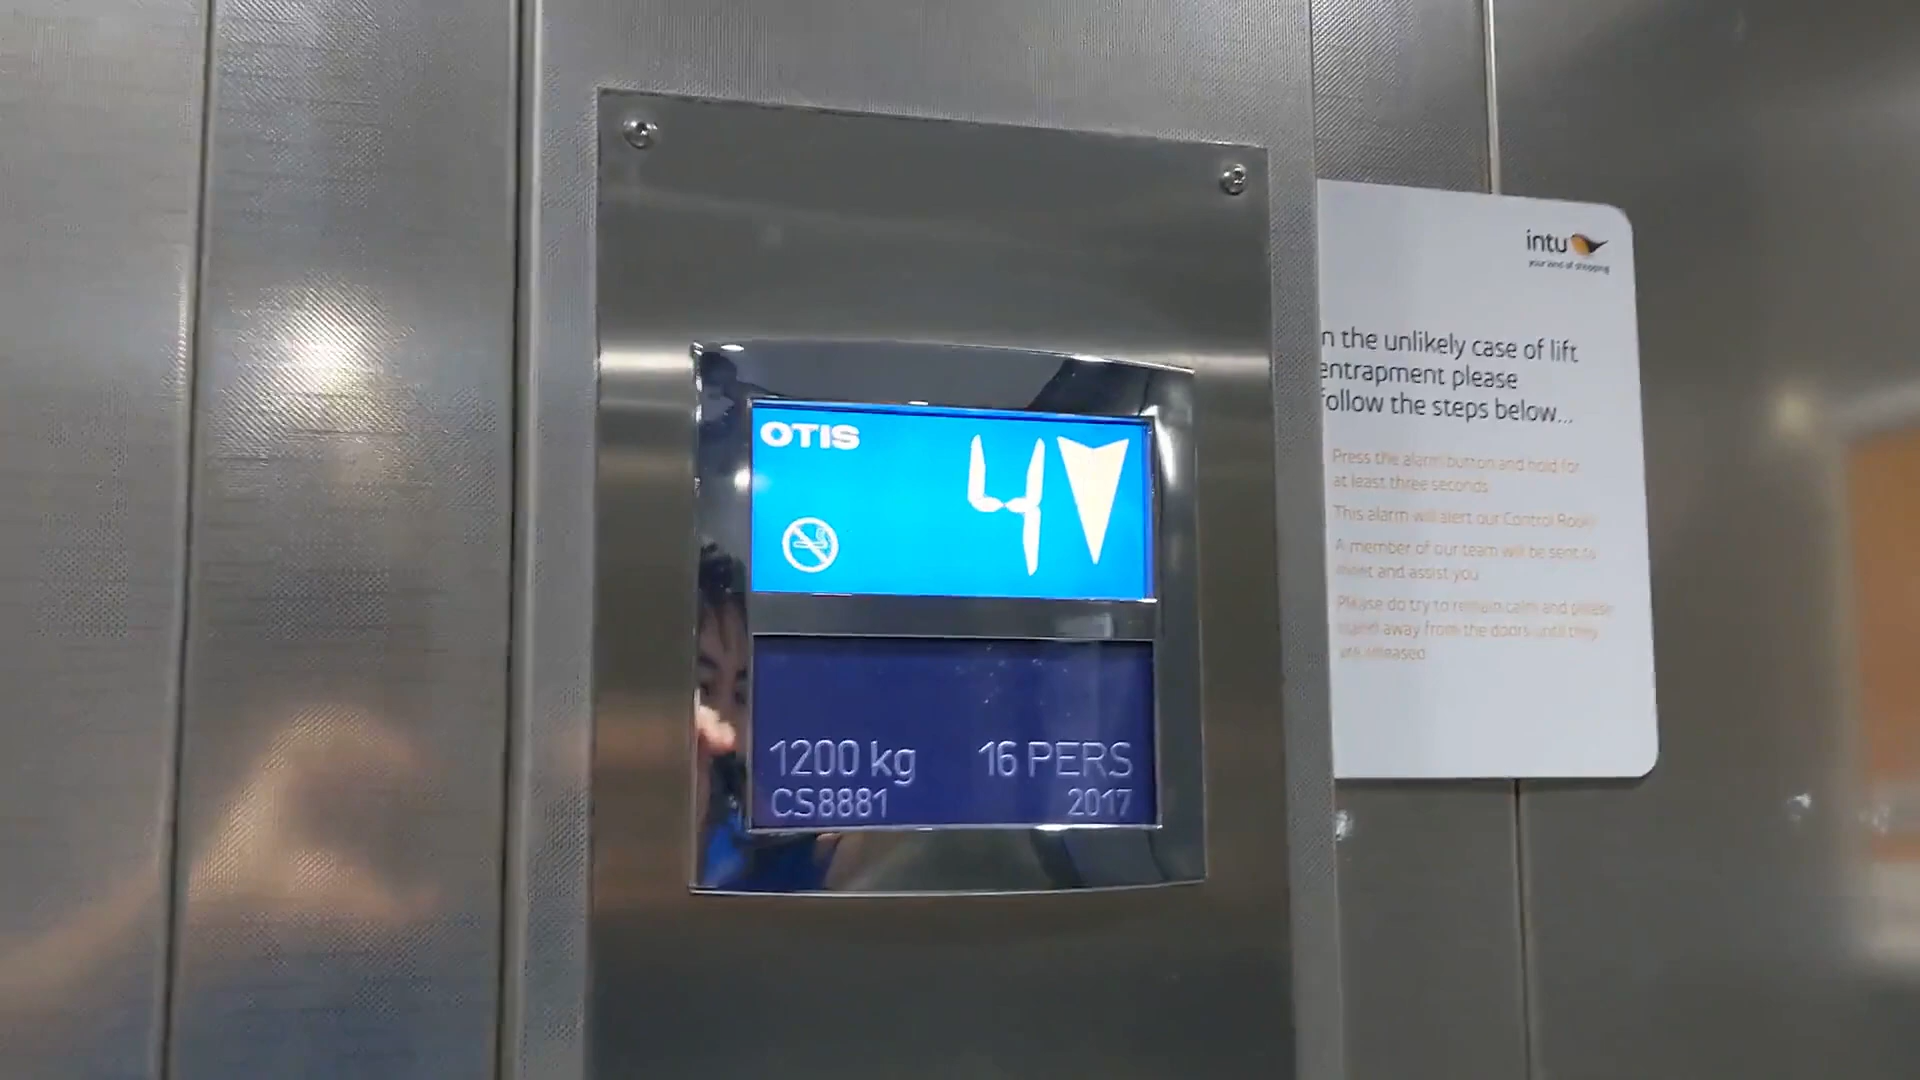 OTIS
4
1200 kg 16 PERS
CS8881 2017
intu
your kind of shopping
n the unlikely case of lift
entrapment please
follow the steps below...
Press the alarm button and hold for
at least three seconds
This alarm will alert our Control Room
A member of our team will be sent to
meet and assist you
Please do try to remain calm and please
stand away from the doors until they
are released